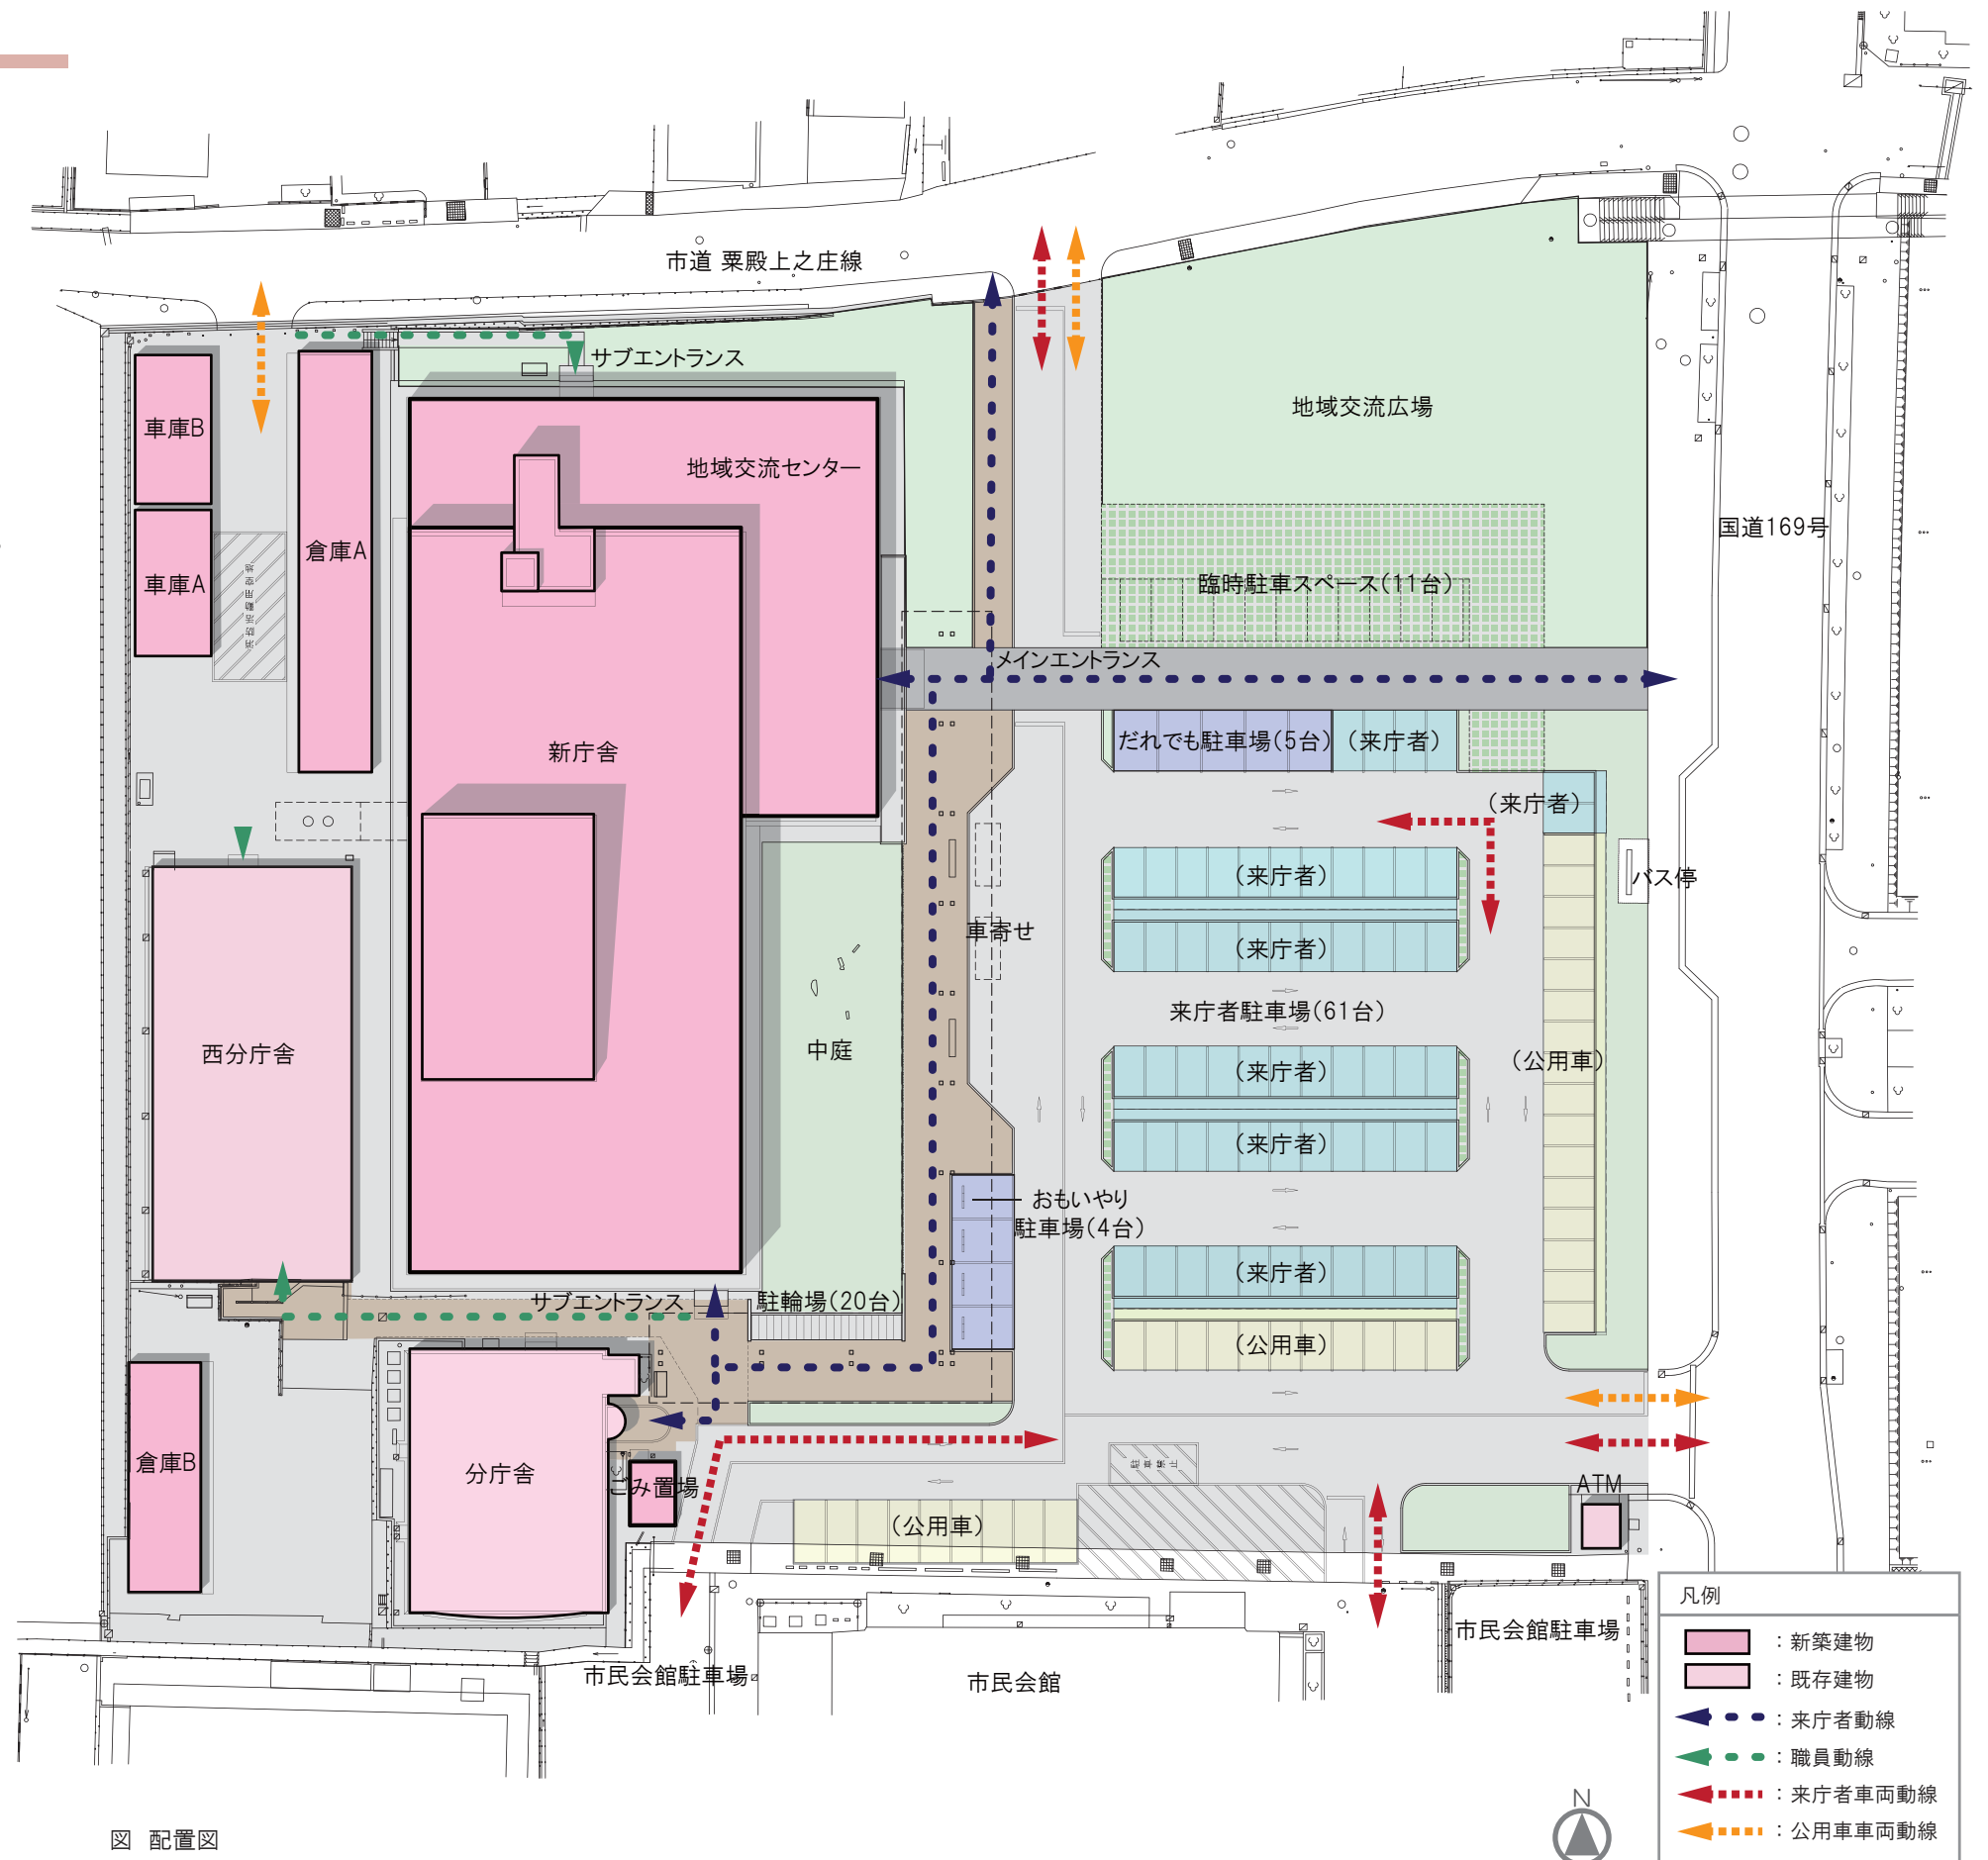 市道 粟殿上之庄線
サブエントランス
車庫B
地域交流センター
地域交流広場
国道169号
倉庫A
車庫A
消防活動用空地
臨時駐車スペース(11台)
メインエントランス
新庁舎
だれでも駐車場(5台)
(来庁者)
(来庁者)
(来庁者)
バス停
車寄せ
(来庁者)
来庁者駐車場(61台)
西分庁舎
中庭
(来庁者)
(公用車)
(来庁者)
おもいやり
駐車場(4台)
(来庁者)
サブエントランス
駐輪場(20台)
(公用車)
倉庫B
分庁舎
ごみ置場
駐車禁止
ATM
(公用車)
市民会館駐車場
市民会館
市民会館駐車場
凡例
：新築建物
：既存建物
：来庁者動線
：職員動線
：来庁者車両動線
：公用車車両動線
N
図 配置図